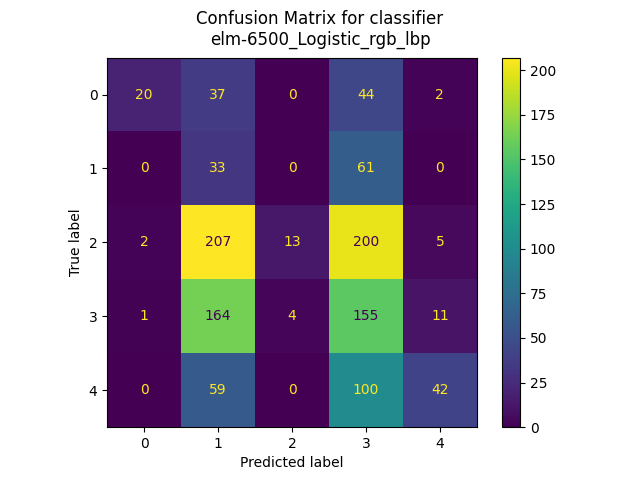 Confusion Matrix for classifier
elm-6500_Logistic_rgb_lbp
True label
0 20 37 0 44 2
1 0 33 0 61 0
2 2 207 13 200 5
3 1 164 4 155 11
4 0 59 0 100 42
0 1 2 3 4
Predicted label
200
175
150
125
100
75
50
25
0